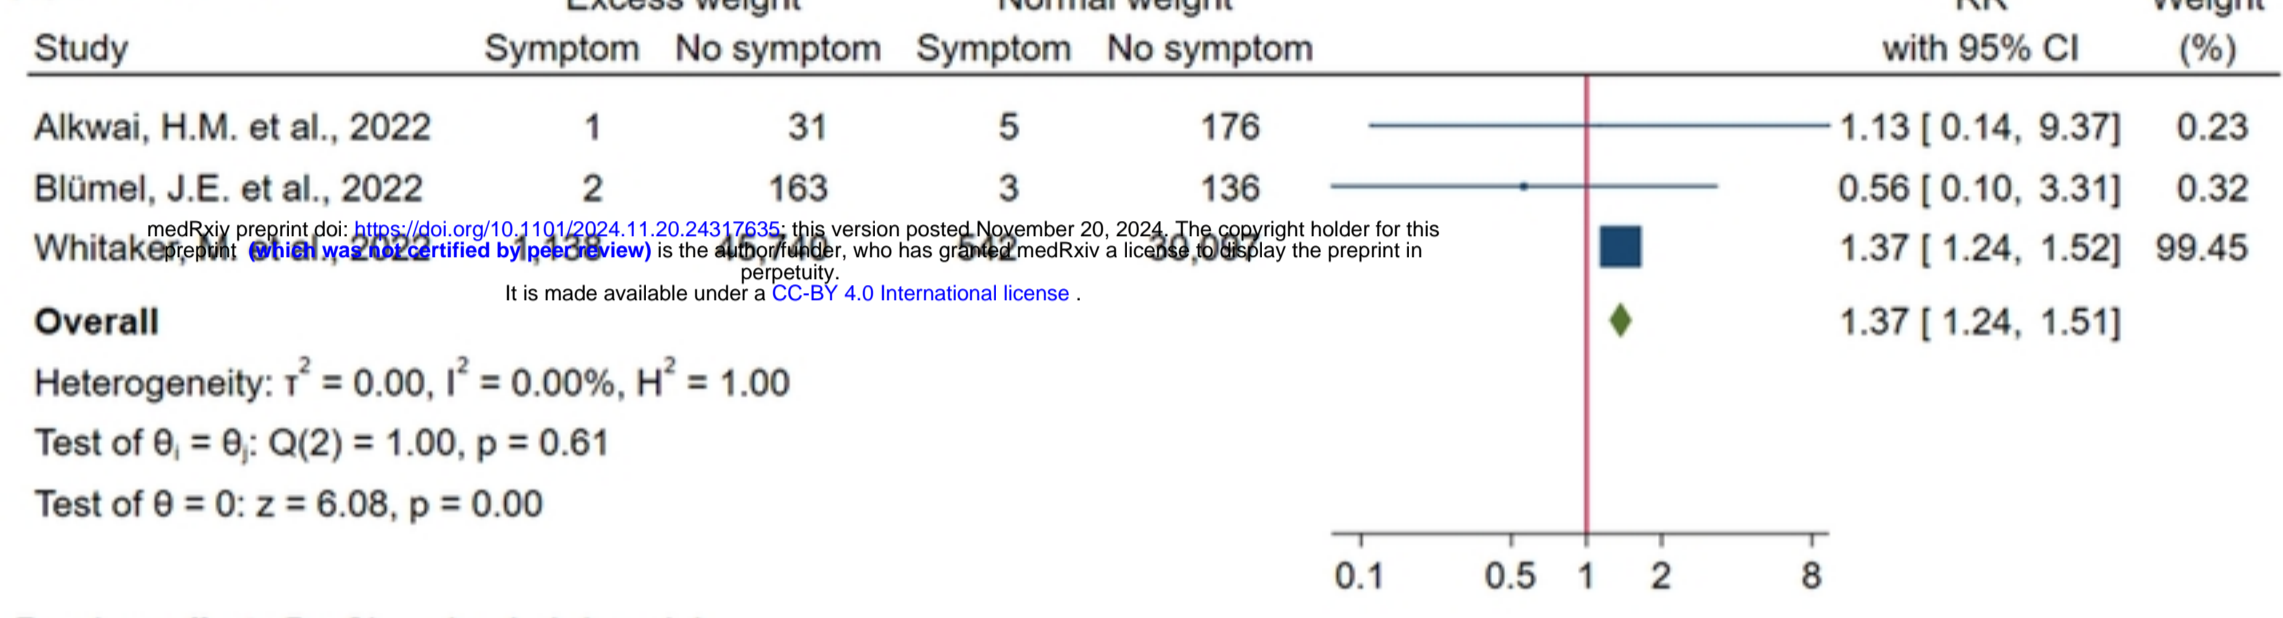 Excess weight Normal weight RR Weight
Study Symptom No symptom Symptom No symptom with 95% CI (%)
Alkwai, H.M. et al., 2022 1 31 5 176 1.13 [ 0.14, 9.37] 0.23
Blümel, J.E. et al., 2022 2 163 3 136 0.56 [ 0.10, 3.31] 0.32
medRxiv preprint doi: https://doi.org/10.1101/2024.11.20.24317635; this version posted November 20, 2024. The copyright holder for this
Whitaker, M. et al., 2022 1,138 542 1.37 [ 1.24, 1.52] 99.45
preprint (which was not certified by peer review) is the author/funder, who has granted medRxiv a license to display the preprint in
perpetuity.
It is made available under a CC-BY 4.0 International license .
Overall 1.37 [ 1.24, 1.51]
Heterogeneity: τ² = 0.00, I² = 0.00%, H² = 1.00
Test of θᵢ = θⱼ: Q(2) = 1.00, p = 0.61
Test of θ = 0: z = 6.08, p = 0.00
0.1 0.5 1 2 8